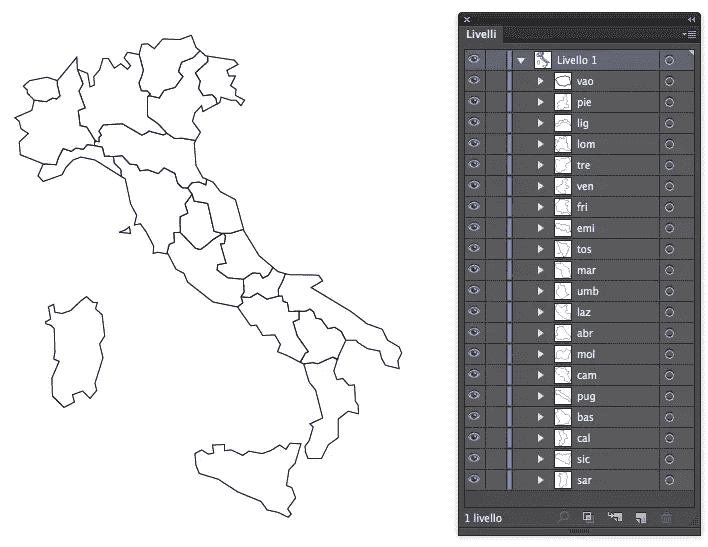 Livelli
Livello 1
vao
pie
lig
lom
tre
ven
fri
emi
tos
mar
umb
laz
abr
mol
cam
pug
bas
cal
sic
sar
1 livello